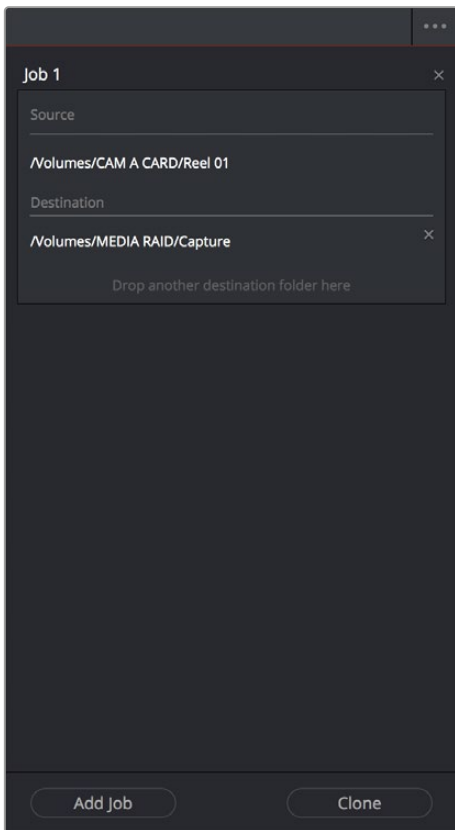 Job 1
Source
/Volumes/CAM A CARD/Reel 01
Destination
/Volumes/MEDIA RAID/Capture
Drop another destination folder here
Add Job
Clone